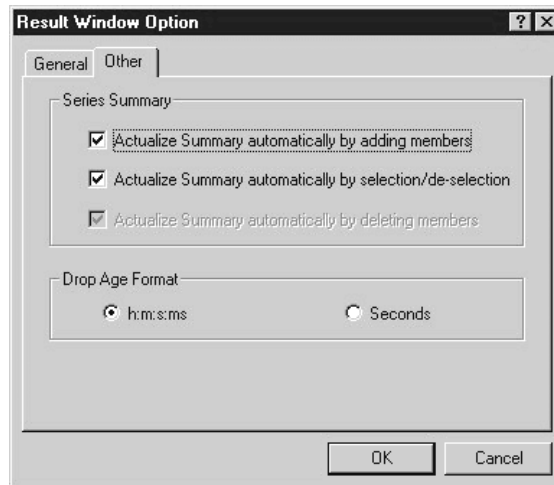 Result Window Option
General Other
Series Summary
Actualize Summary automatically by adding members
Actualize Summary automatically by selection/de-selection
Actualize Summary automatically by deleting members
Drop Age Format
h:m:s:ms Seconds
OK Cancel